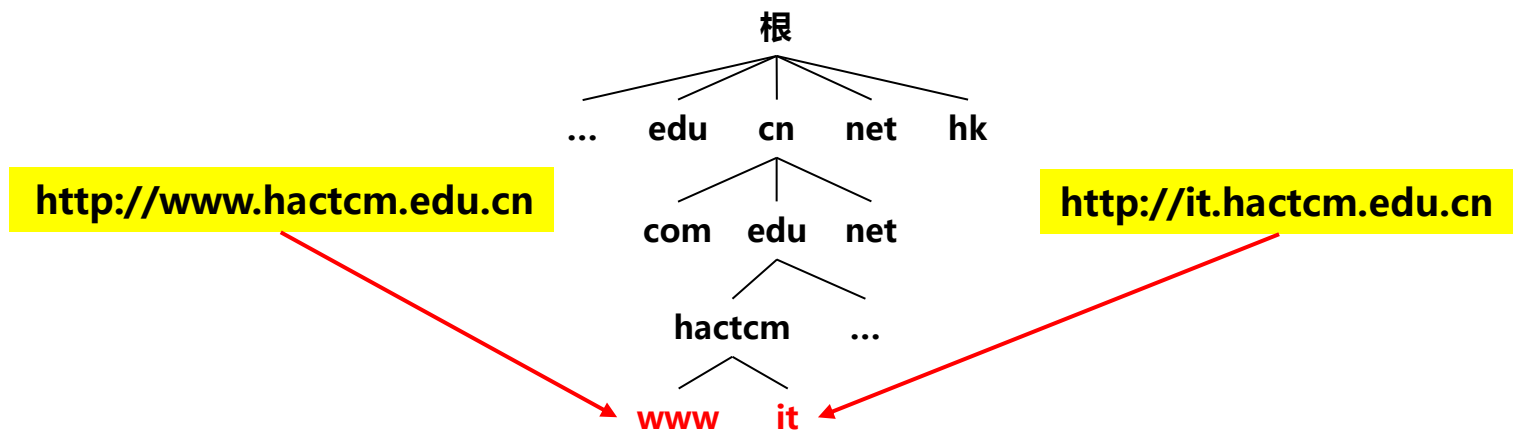 根
… edu cn net hk
http://www.hactcm.edu.cn
http://it.hactcm.edu.cn
com edu net
hactcm …
www it